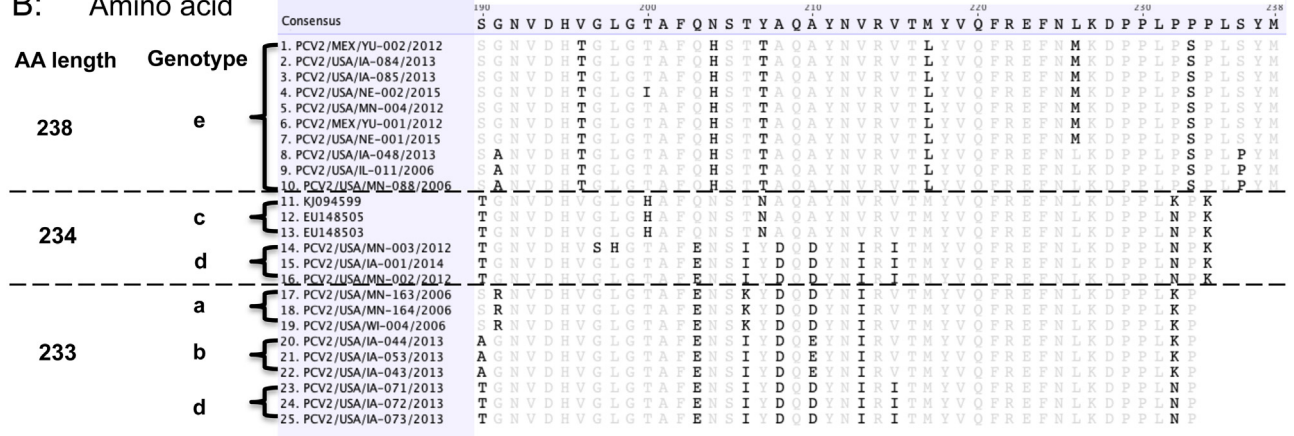 B: Amino acid
AA length Genotype
190 200 210 220 230 238
Consensus S G N V D H V G L G T A F Q N S T Y A Q A Y N V R V T M Y V Q F R E F N L K D P P L P P P L S Y M
1. PCV2/MEX/YU-002/2012 S G N V D H T G L G T A F Q H S T T A Q A Y N V R V T L Y V Q F R E F N M K D P P L P S P L S Y M
2. PCV2/USA/IA-084/2013 S G N V D H T G L G T A F Q H S T T A Q A Y N V R V T L Y V Q F R E F N M K D P P L P S P L S Y M
3. PCV2/USA/IA-085/2013 S G N V D H T G L G T A F Q H S T T A Q A Y N V R V T L Y V Q F R E F N M K D P P L P S P L S Y M
4. PCV2/USA/NE-002/2015 S G N V D H T G L G I A F Q H S T T A Q A Y N V R V T L Y V Q F R E F N M K D P P L P S P L S Y M
5. PCV2/USA/MN-004/2012 S G N V D H T G L G T A F Q H S T T A Q A Y N V R V T L Y V Q F R E F N M K D P P L P S P L S Y M
6. PCV2/MEX/YU-001/2012 S G N V D H T G L G T A F Q H S T T A Q A Y N V R V T L Y V Q F R E F N M K D P P L P S P L S Y M
7. PCV2/USA/NE-001/2015 S G N V D H T G L G T A F Q H S T T A Q A Y N V R V T L Y V Q F R E F N M K D P P L P S P L S Y M
8. PCV2/USA/IA-048/2013 S A N V D H T G L G T A F Q H S T T A Q A Y N V R V T L Y V Q F R E F N L K D P P L P S P L P Y M
9. PCV2/USA/IL-011/2006 S A N V D H T G L G T A F Q H S T T A Q A Y N V R V T L Y V Q F R E F N L K D P P L P S P L P Y M
10. PCV2/USA/MN-088/2006 S A N V D H T G L G T A F Q H S T T A Q A Y N V R V T L Y V Q F R E F N L K D P P L P S P L P Y M
238 e
11. KJ094599 T G N V D H V G L G H A F Q N S T N A Q A Y N V R V T M Y V Q F R E F N L K D P P L N P K
12. EU148505 T G N V D H V G L G H A F Q N S T N A Q A Y N V R V T M Y V Q F R E F N L K D P P L N P K
13. EU148503 T G N V D H V G L G H A F Q N S T N A Q A Y N V R V T M Y V Q F R E F N L K D P P L N P K
14. PCV2/USA/MN-003/2012 T G N V D H V S H G T A F E N S I Y D Q D Y N I R I T M Y V Q F R E F N L K D P P L N P K
15. PCV2/USA/IA-001/2014 T G N V D H V G L G T A F E N S I Y D Q D Y N I R I T M Y V Q F R E F N L K D P P L N P K
16. PCV2/USA/MN-002/2012 T G N V D H V G L G T A F E N S I Y D Q D Y N I R I T M Y V Q F R E F N L K D P P L N P K
234 c
d
17. PCV2/USA/MN-163/2006 S R N V D H V G L G T A F E N S K Y D Q D Y N I R V T M Y V Q F R E F N L K D P P L K P
18. PCV2/USA/MN-164/2006 S R N V D H V G L G T A F E N S K Y D Q D Y N I R V T M Y V Q F R E F N L K D P P L K P
19. PCV2/USA/WI-004/2006 S R N V D H V G L G T A F E N S K Y D Q D Y N I R V T M Y V Q F R E F N L K D P P L K P
20. PCV2/USA/IA-044/2013 A G N V D H V G L G T A F E N S I Y D Q E Y N I R V T M Y V Q F R E F N L K D P P L K P
21. PCV2/USA/IA-053/2013 A G N V D H V G L G T A F E N S I Y D Q D Y N I R V T M Y V Q F R E F N L K D P P L K P
22. PCV2/USA/IA-043/2013 A G N V D H V G L G T A F E N S I Y D Q E Y N I R V T M Y V Q F R E F N L K D P P L K P
23. PCV2/USA/IA-071/2013 T G N V D H V G L G T A F E N S I Y D Q D Y N I R I T M Y V Q F R E F N L K D P P L N P
24. PCV2/USA/IA-072/2013 T G N V D H V G L G T A F E N S I Y D Q D Y N I R I T M Y V Q F R E F N L K D P P L N P
25. PCV2/USA/IA-073/2013 T G N V D H V G L G T A F E N S I Y D Q D Y N I R I T M Y V Q F R E F N L K D P P L N P
233 a
b
d